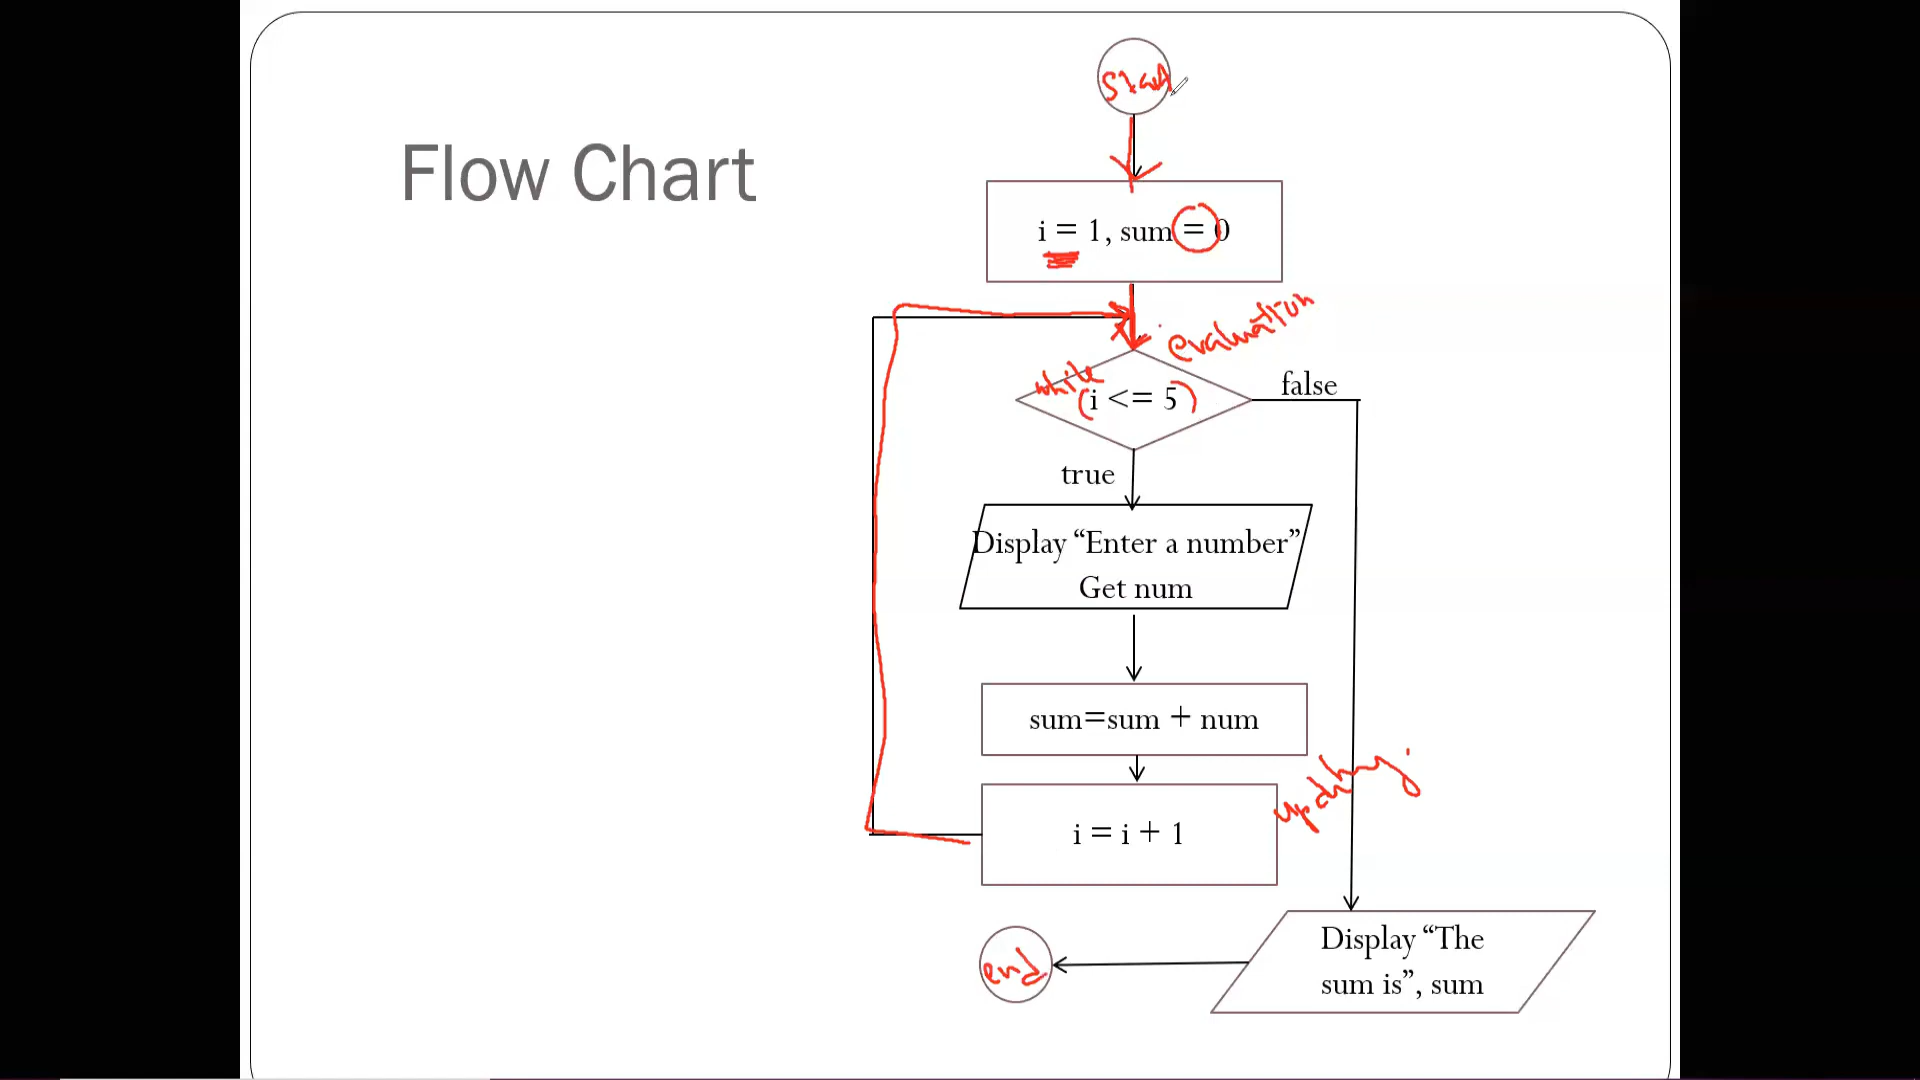 Flow Chart
start
i = 1, sum = 0
evaluation
while
(i <= 5)
false
true
Display “Enter a number”
Get num
sum=sum + num
updating.
i = i + 1
Display “The
sum is”, sum
end